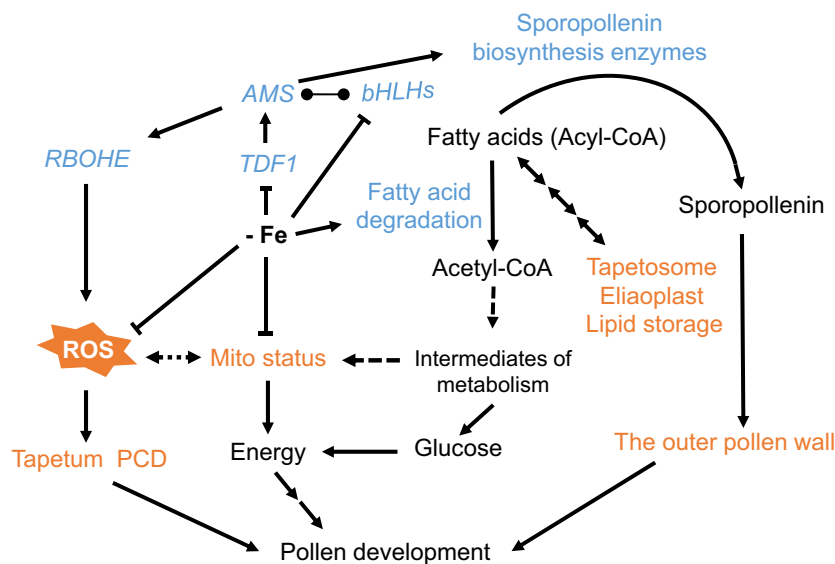 Sporopollenin
biosynthesis enzymes
AMS
bHLHs
Fatty acids (Acyl-CoA)
RBOHE
TDF1
Fatty acid
degradation
Sporopollenin
- Fe
Acetyl-CoA
Tapetosome
Eliaoplast
Lipid storage
ROS
Mito status
Intermediates of
metabolism
Tapetum PCD
Energy
Glucose
The outer pollen wall
Pollen development